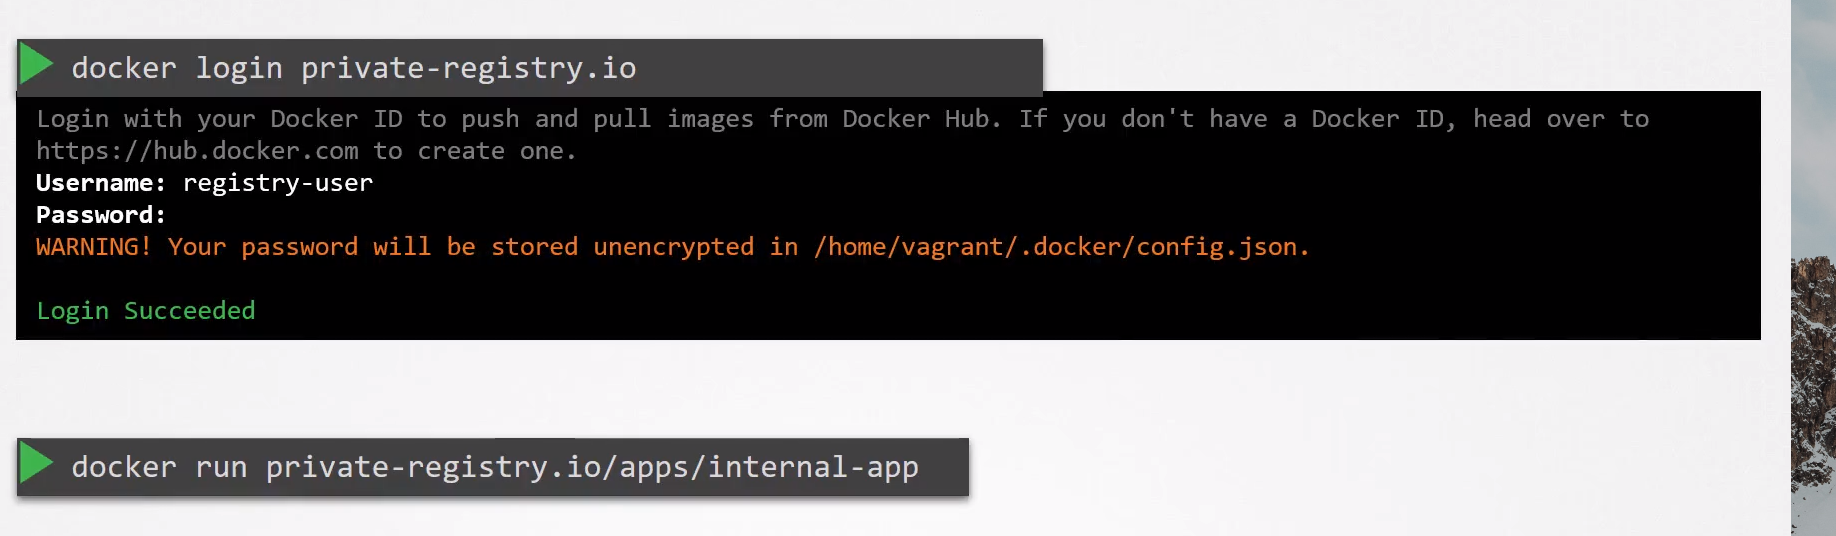 docker login private-registry.io
Login with your Docker ID to push and pull images from Docker Hub. If you don't have a Docker ID, head over to
https://hub.docker.com to create one.
Username: registry-user
Password:
WARNING! Your password will be stored unencrypted in /home/vagrant/.docker/config.json.
Login Succeeded
docker run private-registry.io/apps/internal-app